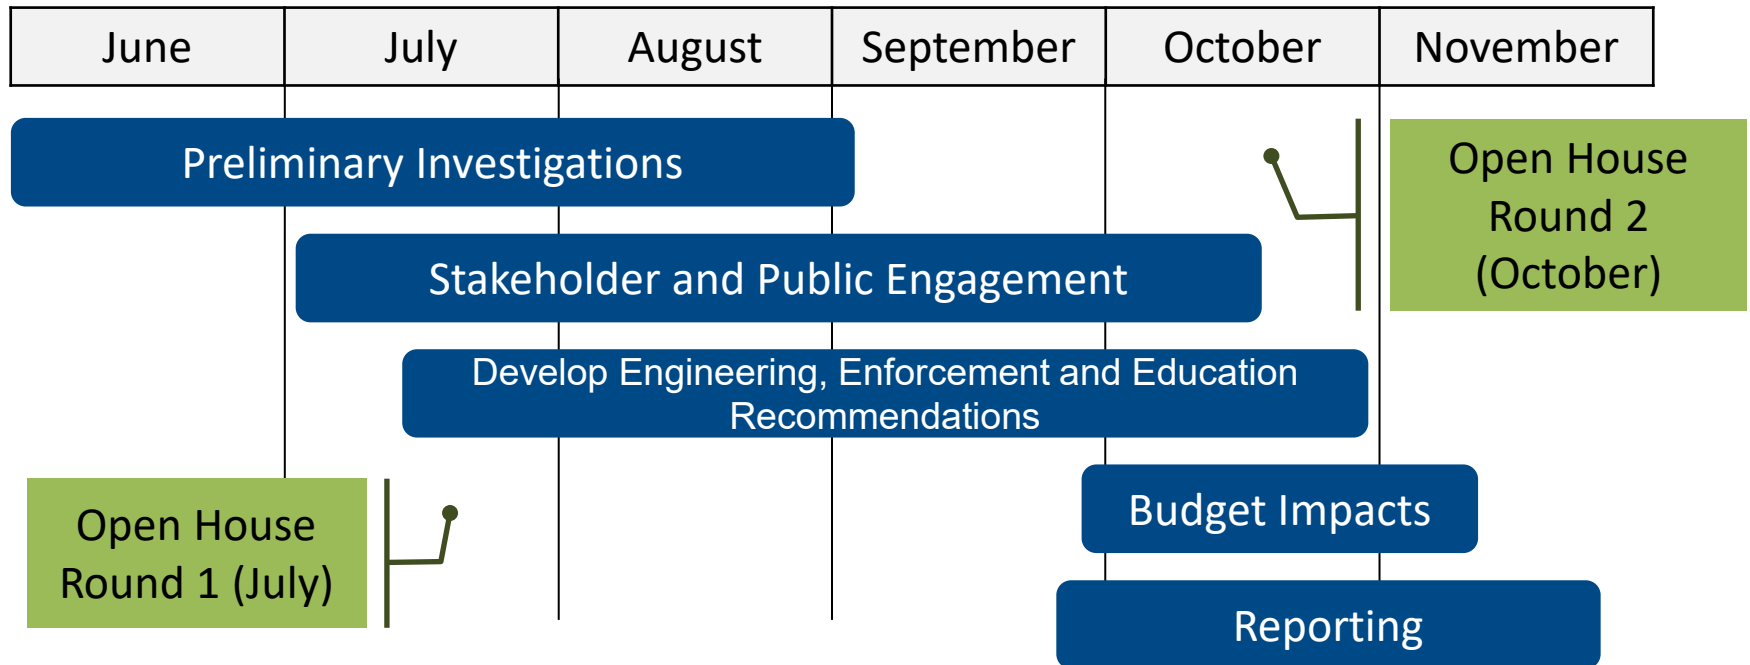 June
July
August
September
October
November
Preliminary Investigations
Open House
Round 2
(October)
Stakeholder and Public Engagement
Develop Engineering, Enforcement and Education
Recommendations
Open House
Round 1 (July)
Budget Impacts
Reporting